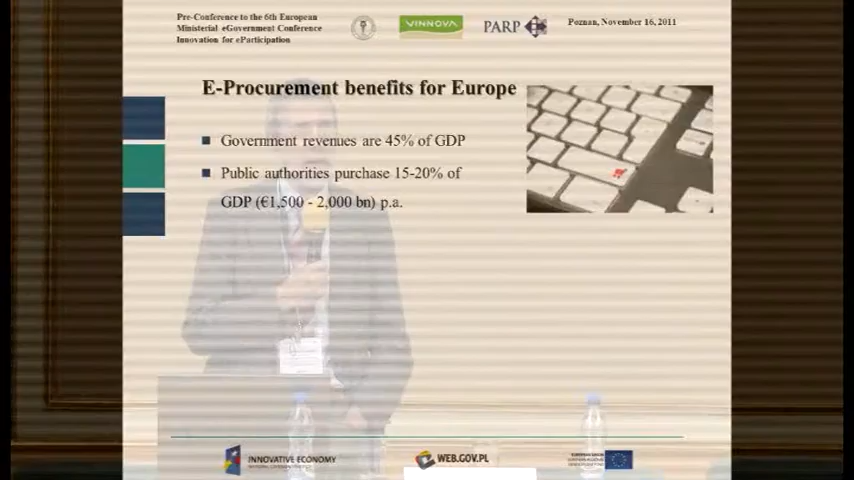 Pre-Conference to the 6th European
Ministerial eGovernment Conference
Innovation for eParticipation
VINNOVA
PARP
Poznan, November 16, 2011
E-Procurement benefits for Europe
Government revenues are 45% of GDP
Public authorities purchase 15-20% of
GDP (€1,500 - 2,000 bn) p.a.
INNOVATIVE ECONOMY
WEB.GOV.PL
EUROPEAN UNION